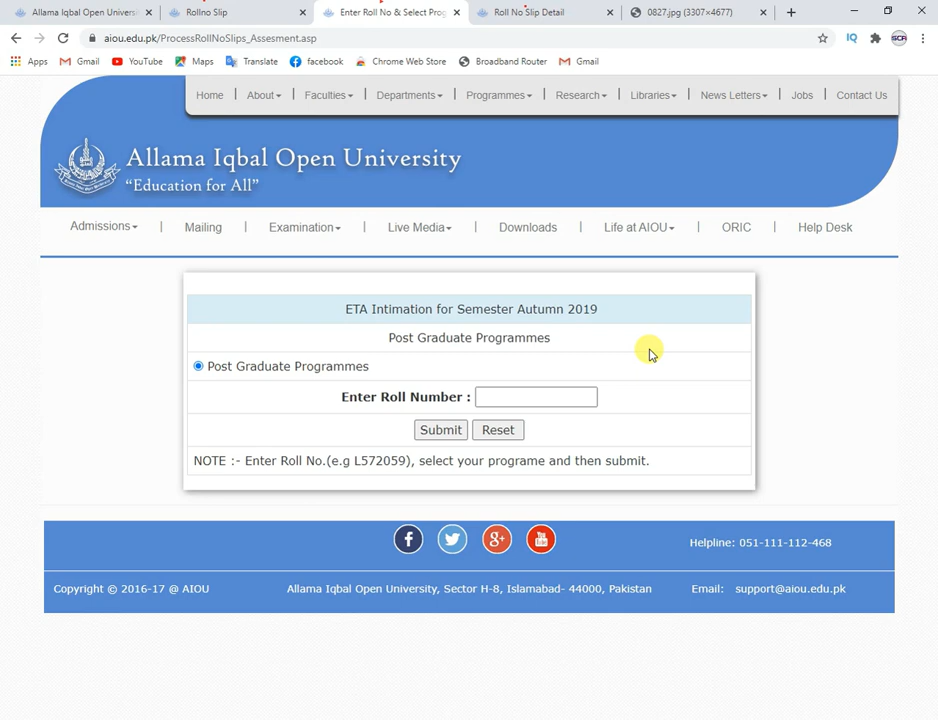 Allama Iqbal Open Universi
Rollno Slip
Enter Roll No & Select Prog
Roll No Slip Detail
0827.jpg (3307×4677)
aiou.edu.pk/ProcessRollNoSlips_Assesment.asp
IQ
SCR
Apps
Gmail
YouTube
Maps
Translate
facebook
Chrome Web Store
Broadband Router
Gmail
Home | About | Faculties | Departments | Programmes | Research | Libraries | News Letters | Jobs | Contact Us
Allama Iqbal Open University
“Education for All”
Admissions | Mailing | Examination | Live Media | Downloads | Life at AIOU | ORIC | Help Desk
ETA Intimation for Semester Autumn 2019
Post Graduate Programmes
Post Graduate Programmes
Enter Roll Number :
Submit Reset
NOTE :- Enter Roll No.(e.g L572059), select your programe and then submit.
Helpline: 051-111-112-468
Copyright © 2016-17 @ AIOU
Allama Iqbal Open University, Sector H-8, Islamabad- 44000, Pakistan
Email: support@aiou.edu.pk